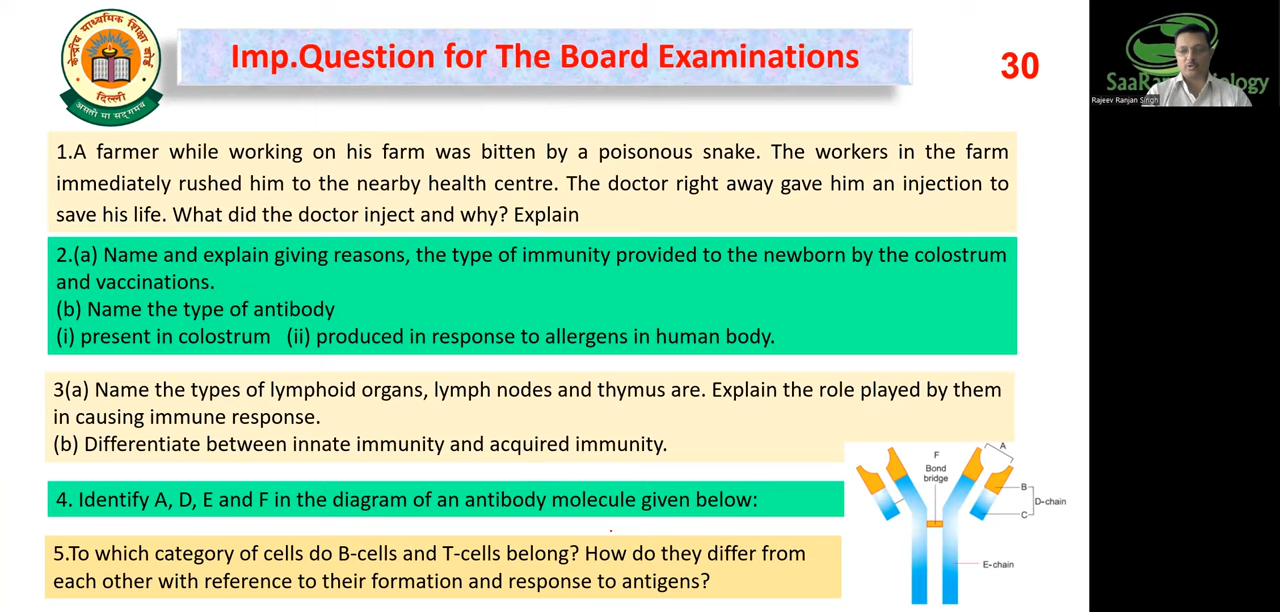 केन्द्रीय माध्यमिक शिक्षा बोर्ड
दिल्ली
असतो मा सद्गमय
Imp.Question for The Board Examinations
30
Rajeev Ranjan Singh
1.A farmer while working on his farm was bitten by a poisonous snake. The workers in the farm
immediately rushed him to the nearby health centre. The doctor right away gave him an injection to
save his life. What did the doctor inject and why? Explain
2.(a) Name and explain giving reasons, the type of immunity provided to the newborn by the colostrum
and vaccinations.
(b) Name the type of antibody
(i) present in colostrum (ii) produced in response to allergens in human body.
3(a) Name the types of lymphoid organs, lymph nodes and thymus are. Explain the role played by them
in causing immune response.
(b) Differentiate between innate immunity and acquired immunity.
4. Identify A, D, E and F in the diagram of an antibody molecule given below:
5.To which category of cells do B-cells and T-cells belong? How do they differ from
each other with reference to their formation and response to antigens?
A
F
Bond
bridge
B
D-chain
C
E-chain